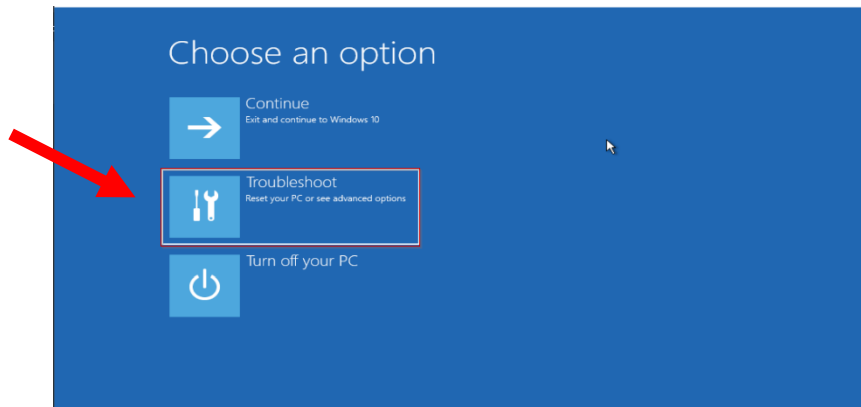 Choose an option
Continue
Exit and continue to Windows 10
Troubleshoot
Reset your PC or see advanced options
Turn off your PC